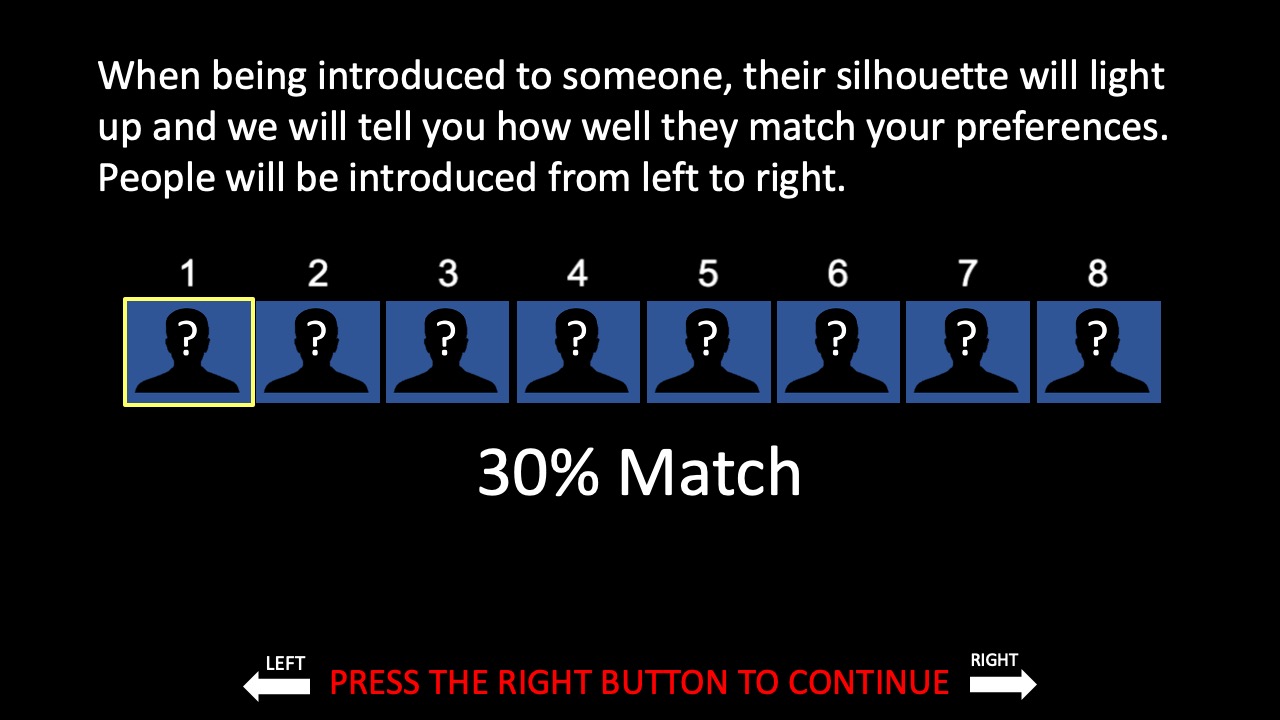 When being introduced to someone, their silhouette will light
up and we will tell you how well they match your preferences.
People will be introduced from left to right.
1 2 3 4 5 6 7 8
? ? ? ? ? ? ? ?
30% Match
LEFT PRESS THE RIGHT BUTTON TO CONTINUE RIGHT